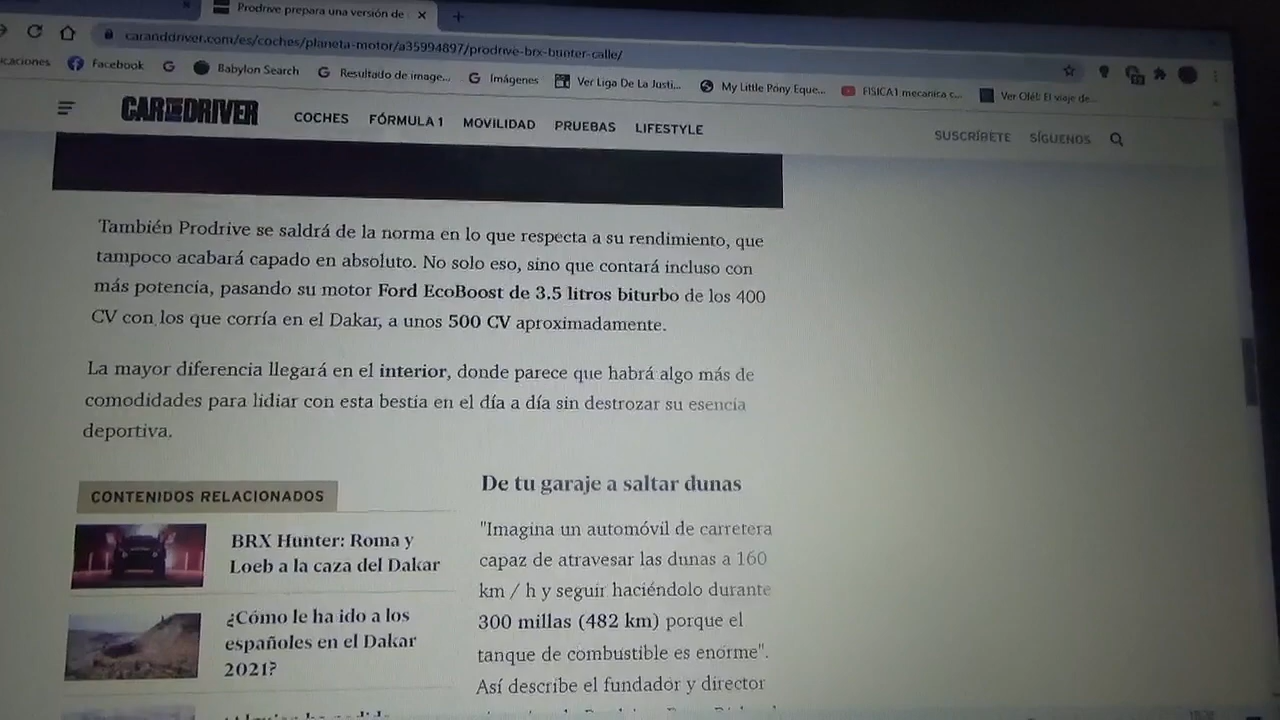 Prodrive prepara una versión de
caranddriver.com/es/coches/planeta-motor/a35994897/prodrive-brx-hunter-calle/
Facebook
Babylon Search
Resultado de image...
Imágenes
Ver Liga De La Justi...
My Little Pony Eque...
FISICA1 mecanica c...
Ver Olé!: El viaje de...
CAR AND DRIVER
COCHES FÓRMULA 1 MOVILIDAD PRUEBAS LIFESTYLE
SUSCRÍBETE SÍGUENOS
También Prodrive se saldrá de la norma en lo que respecta a su rendimiento, que
tampoco acabará capado en absoluto. No solo eso, sino que contará incluso con
más potencia, pasando su motor Ford EcoBoost de 3.5 litros biturbo de los 400
CV con los que corría en el Dakar, a unos 500 CV aproximadamente.
La mayor diferencia llegará en el interior, donde parece que habrá algo más de
comodidades para lidiar con esta bestia en el día a día sin destrozar su esencia
deportiva.
CONTENIDOS RELACIONADOS
BRX Hunter: Roma y
Loeb a la caza del Dakar
¿Cómo le ha ido a los
españoles en el Dakar
2021?
De tu garaje a saltar dunas
"Imagina un automóvil de carretera
capaz de atravesar las dunas a 160
km / h y seguir haciéndolo durante
300 millas (482 km) porque el
tanque de combustible es enorme".
Así describe el fundador y director